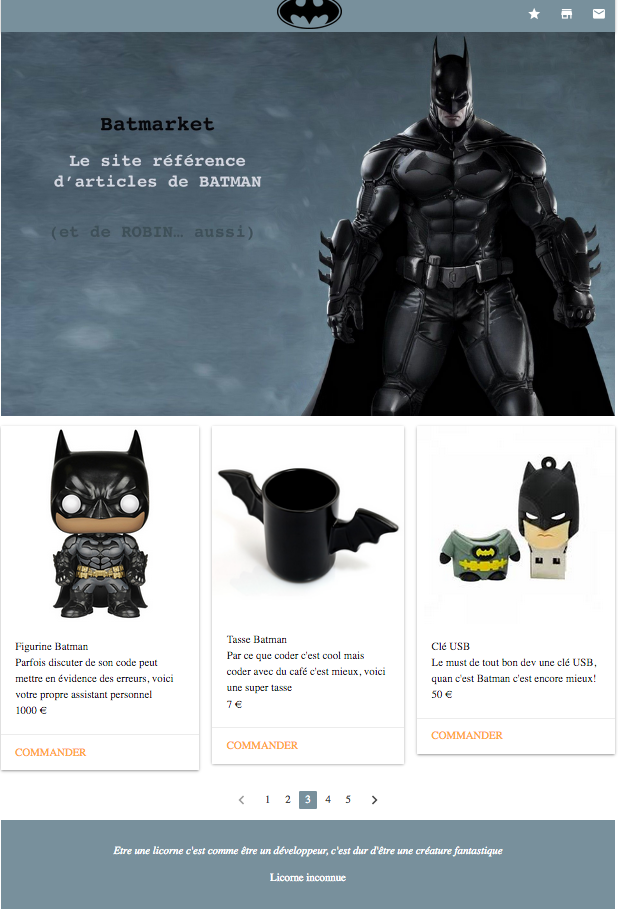 Batmarket
Le site référence
d’articles de BATMAN
(et de ROBIN… aussi)
Figurine Batman
Parfois discuter de son code peut
mettre en évidence des erreurs, voici
votre propre assistant personnel
1000 €
COMMANDER
Tasse Batman
Par ce que coder c'est cool mais
coder avec du café c'est mieux, voici
une super tasse
7 €
COMMANDER
Clé USB
Le must de tout bon dev une clé USB,
quan c'est Batman c'est encore mieux!
50 €
COMMANDER
1 2 3 4 5
Etre une licorne c'est comme être un développeur, c'est dur d'être une créature fantastique
Licorne inconnue